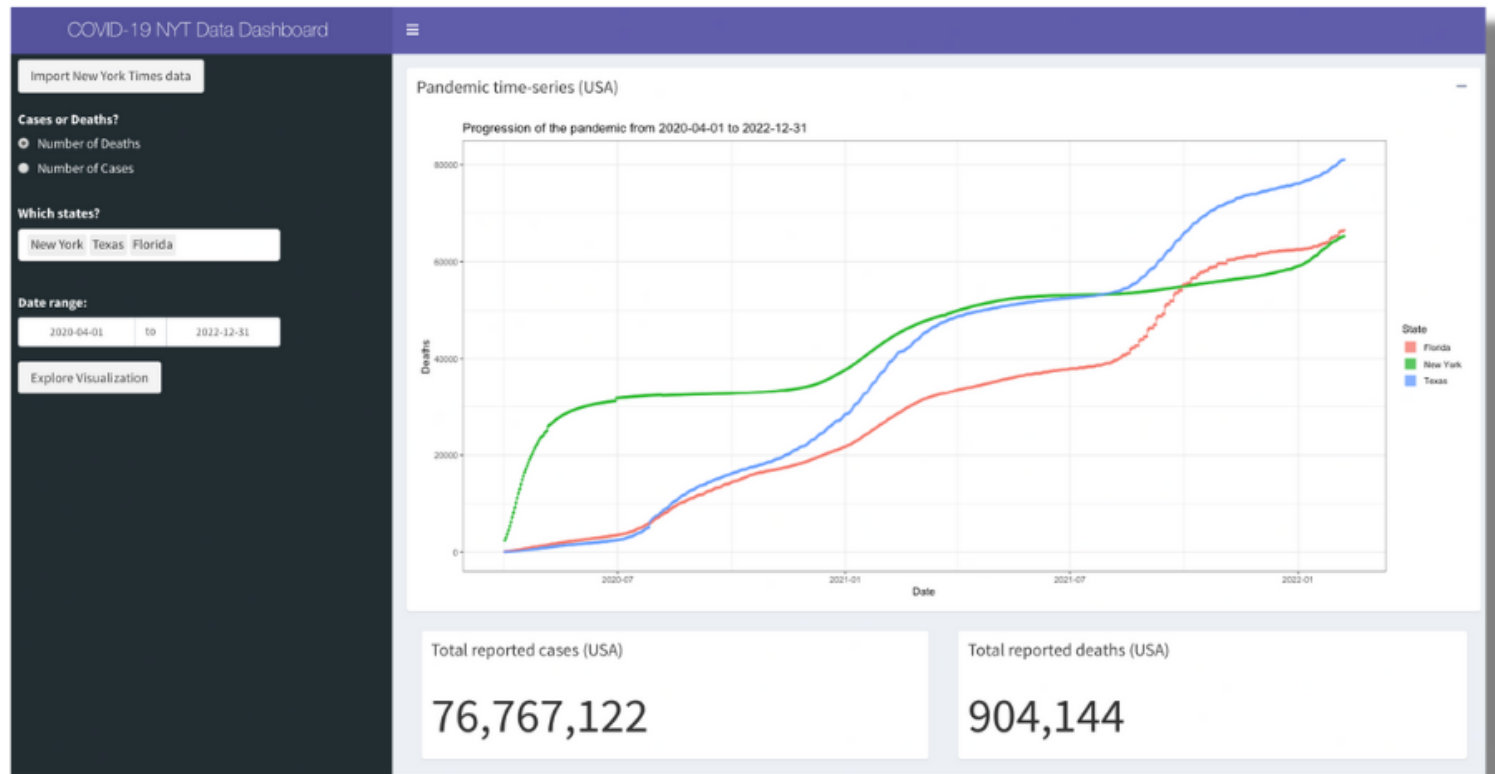 COVID-19 NYT Data Dashboard
Import New York Times data
Cases or Deaths?
Number of Deaths
Number of Cases
Which states?
New York Texas Florida
Date range:
2020-04-01 to 2022-12-31
Explore Visualization
Pandemic time-series (USA)
Progression of the pandemic from 2020-04-01 to 2022-12-31
Deaths
80000
60000
40000
20000
0
2020-07 2021-01 2021-07 2022-01
Date
State
Florida
New York
Texas
Total reported cases (USA)
76,767,122
Total reported deaths (USA)
904,144